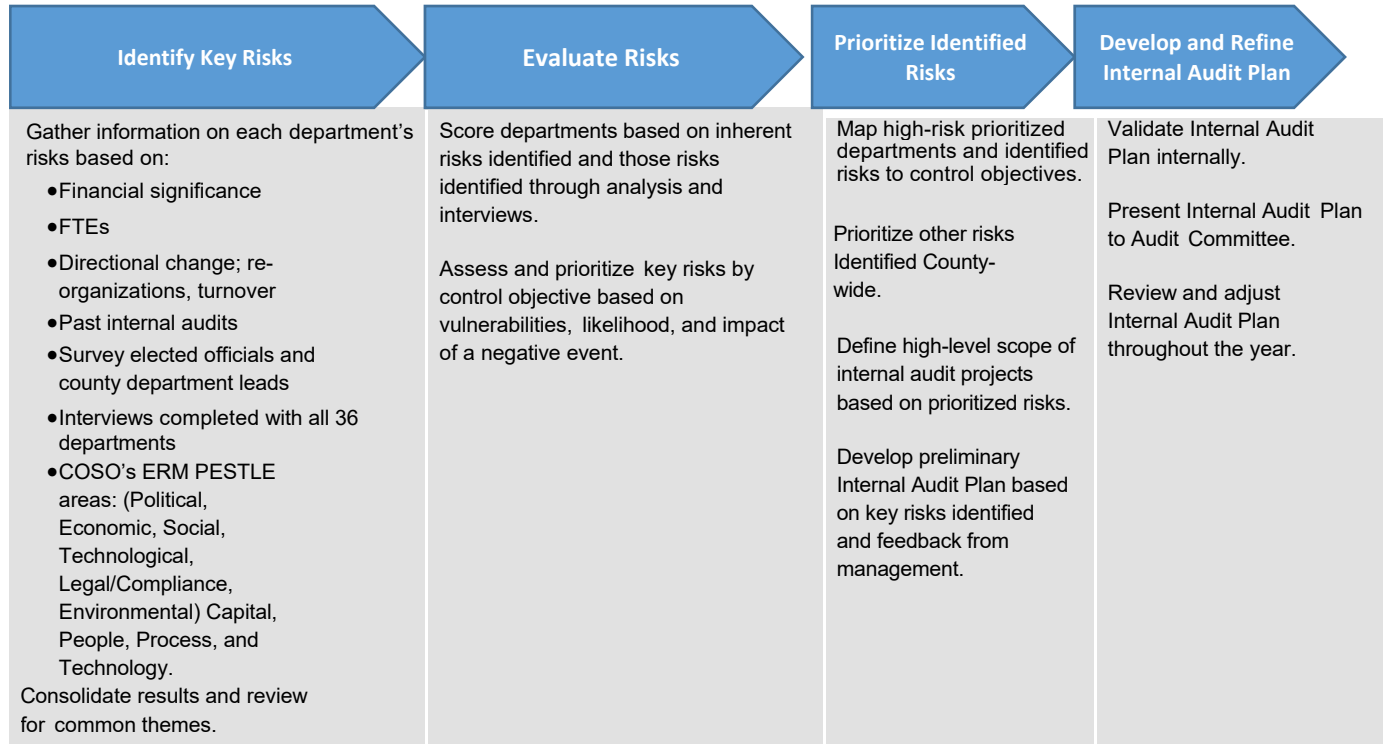 Identify Key Risks
Gather information on each department's
risks based on:
•Financial significance
•FTEs
•Directional change; re-
organizations, turnover
•Past internal audits
•Survey elected officials and
county department leads
•Interviews completed with all 36
departments
•COSO's ERM PESTLE
areas: (Political,
Economic, Social,
Technological,
Legal/Compliance,
Environmental) Capital,
People, Process, and
Technology.
Consolidate results and review
for common themes.
Evaluate Risks
Score departments based on inherent
risks identified and those risks
identified through analysis and
interviews.
Assess and prioritize key risks by
control objective based on
vulnerabilities, likelihood, and impact
of a negative event.
Prioritize Identified
Risks
Map high-risk prioritized
departments and identified
risks to control objectives.
Prioritize other risks
Identified County-
wide.
Define high-level scope of
internal audit projects
based on prioritized risks.
Develop preliminary
Internal Audit Plan based
on key risks identified
and feedback from
management.
Develop and Refine
Internal Audit Plan
Validate Internal Audit
Plan internally.
Present Internal Audit Plan
to Audit Committee.
Review and adjust
Internal Audit Plan
throughout the year.